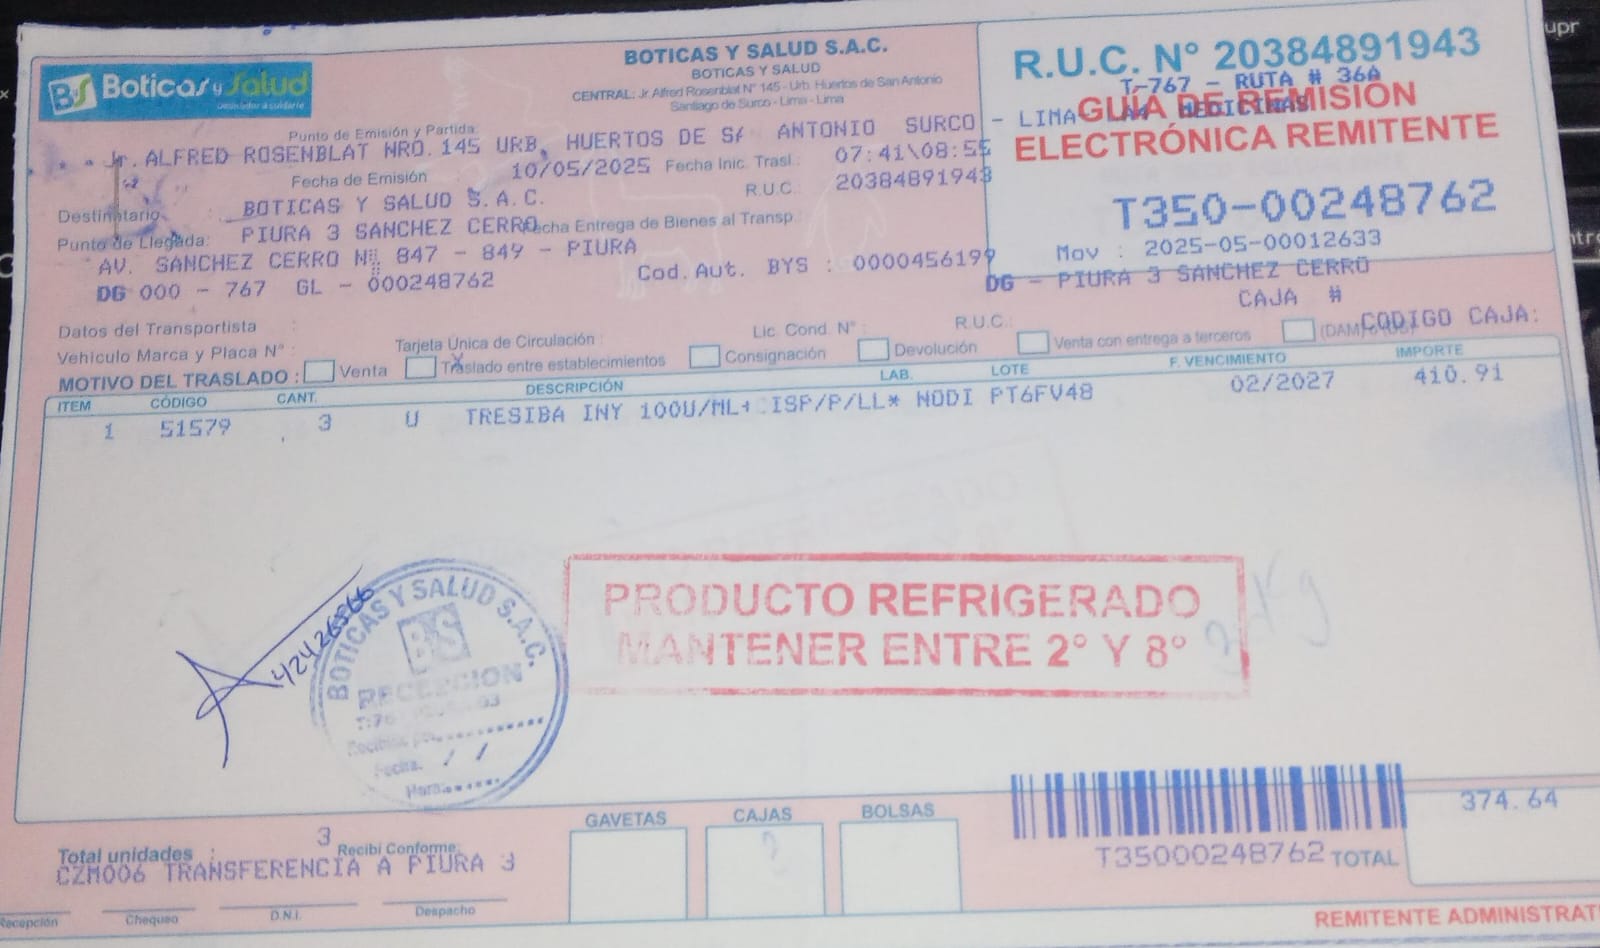 Boticas y Salud
BOTICAS Y SALUD S.A.C.
BOTICAS Y SALUD
CENTRAL: Jr. Alfred Rosenblat N° 145 - Urb. Huertos de San Antonio
Santiago de Surco - Lima - Lima
R.U.C. N° 20384891943
T-767 - RUTA # 36A
GUÍA DE REMISIÓN
MEDICINAS
ELECTRÓNICA REMITENTE
T350-00248762
Mov : 2025-05-00012633
DG - PIURA 3 SANCHEZ CERRO
CAJA #
CODIGO CAJA:
Punto de Emisión y Partida:
Jr. ALFRED ROSENBLAT NRO. 145 URB. HUERTOS DE SA ANTONIO SURCO - LIMA
Fecha de Emisión 10/05/2025 Fecha Inic. Trasl.: 07:41\08:55
Destinatario : BOTICAS Y SALUD S.A.C. R.U.C.: 20384891943
Punto de Llegada: PIURA 3 SANCHEZ CERRO Fecha Entrega de Bienes al Transp.:
AV. SANCHEZ CERRO 847 - 849 - PIURA
DG 000 - 767 GL - 000248762 Cod. Aut. BYS : 0000456199
Datos del Transportista :
Vehículo Marca y Placa N° : Tarjeta Única de Circulación : Lic. Cond. N° : R.U.C.:
MOTIVO DEL TRASLADO : Venta X Traslado entre establecimientos Consignación Devolución Venta con entrega a terceros
ITEM CÓDIGO CANT. DESCRIPCIÓN LAB. LOTE F. VENCIMIENTO IMPORTE
1 51579 3 U TRESIBA INY 100U/ML+ ISP/P/LL* NODI PT6FV48 02/2027 410.91
PRODUCTO REFRIGERADO
MANTENER ENTRE 2° Y 8°
42426366
BOTICAS Y SALUD S.A.C.
BS
RECEPCION
Fecha: / /
Hora:
Total unidades : 3 Recibí Conforme:
CZM006 TRANSFERENCIA A PIURA 3
GAVETAS CAJAS BOLSAS
T35000248762 TOTAL 374.64
Recepción Chequeo D.N.I. Despacho
REMITENTE ADMINISTRAT